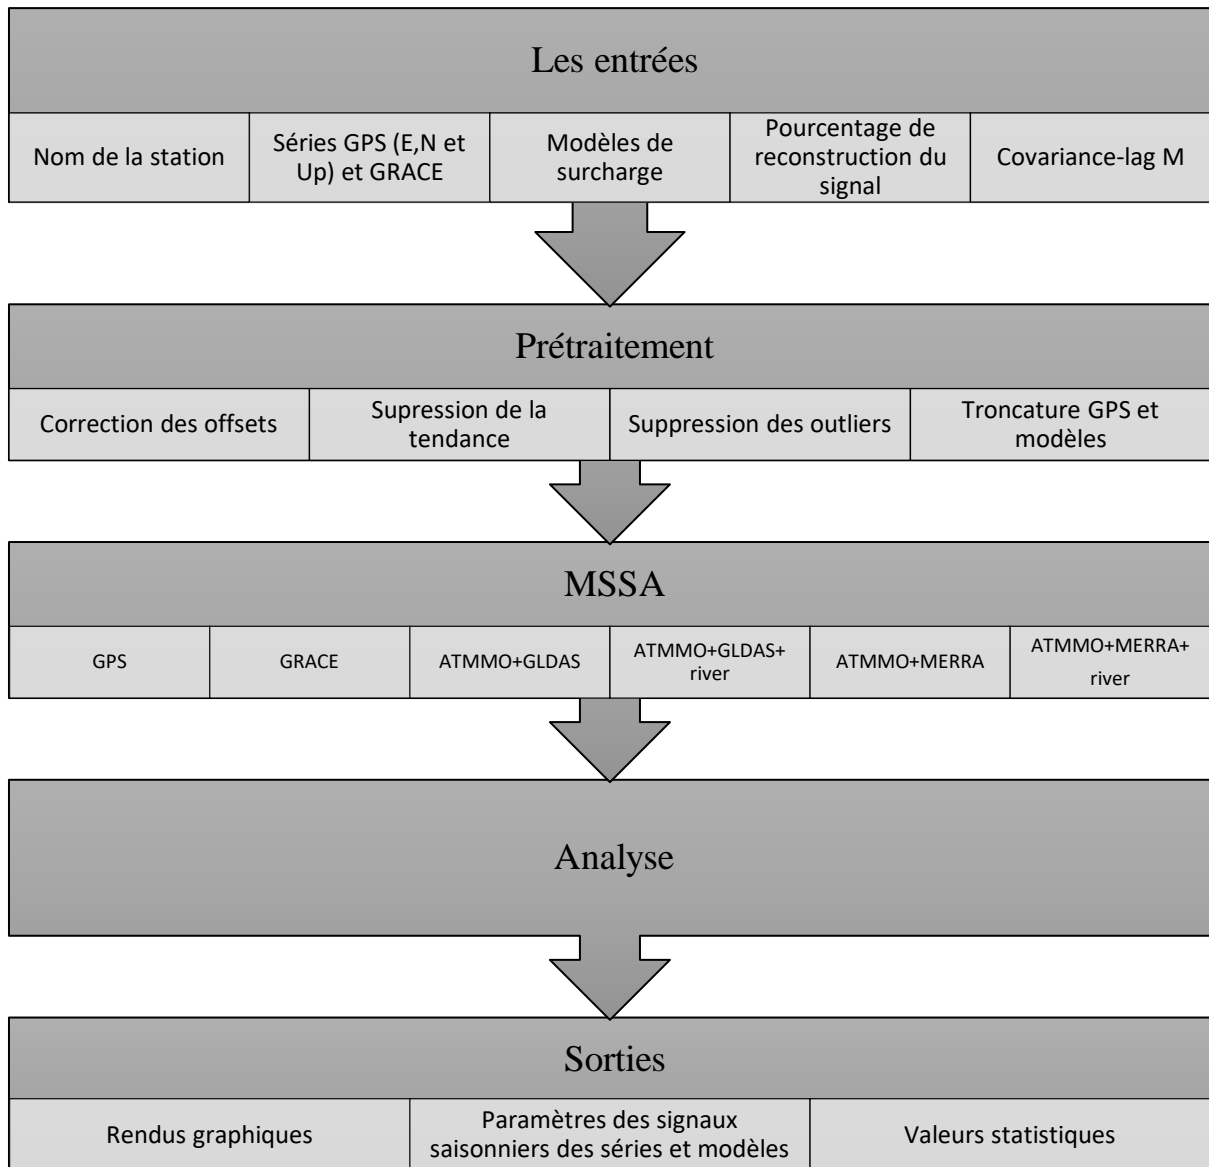 Les entrées
Nom de la station
Séries GPS (E,N et
Up) et GRACE
Modèles de
surcharge
Pourcentage de
reconstruction du
signal
Covariance-lag M
Prétraitement
Correction des offsets
Supression de la
tendance
Suppression des outliers
Troncature GPS et
modèles
MSSA
GPS
GRACE
ATMMO+GLDAS
ATMMO+GLDAS+
river
ATMMO+MERRA
ATMMO+MERRA+
river
Analyse
Sorties
Rendus graphiques
Paramètres des signaux
saisonniers des séries et modèles
Valeurs statistiques